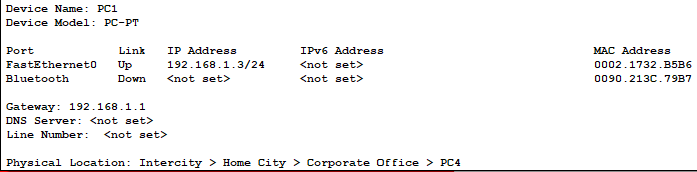 Device Name: PC1
Device Model: PC-PT
Port Link IP Address IPv6 Address MAC Address
FastEthernet0 Up 192.168.1.3/24 <not set> 0002.1732.B5B6
Bluetooth Down <not set> <not set> 0090.213C.79B7
Gateway: 192.168.1.1
DNS Server: <not set>
Line Number: <not set>
Physical Location: Intercity > Home City > Corporate Office > PC4